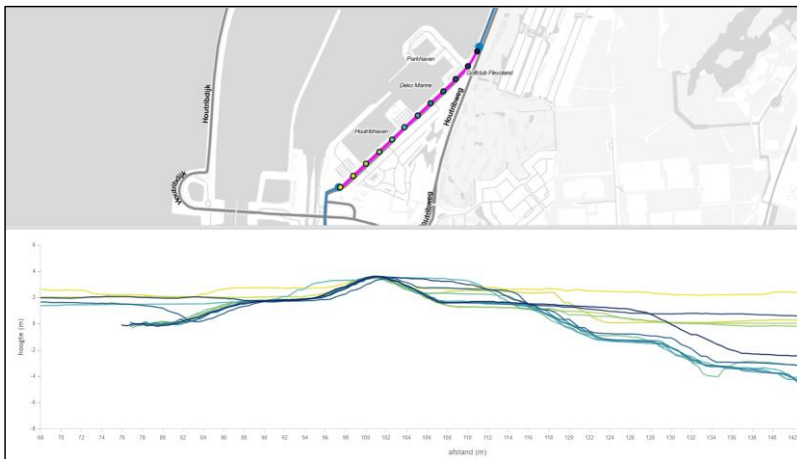 Parkhaven
Golfclub Flevoland
Deko Marine
Houtribdijk
Houtribweg
Houtribhaven
Houtribdijk
Houtribweg
6
4
2
0
-2
-4
-6
-8
hoogte (m)
68 70 72 74 76 78 80 82 84 86 88 90 92 94 96 98 100 102 104 106 108 110 112 114 116 118 120 122 124 126 128 130 132 134 136 138 140 142
afstand (m)